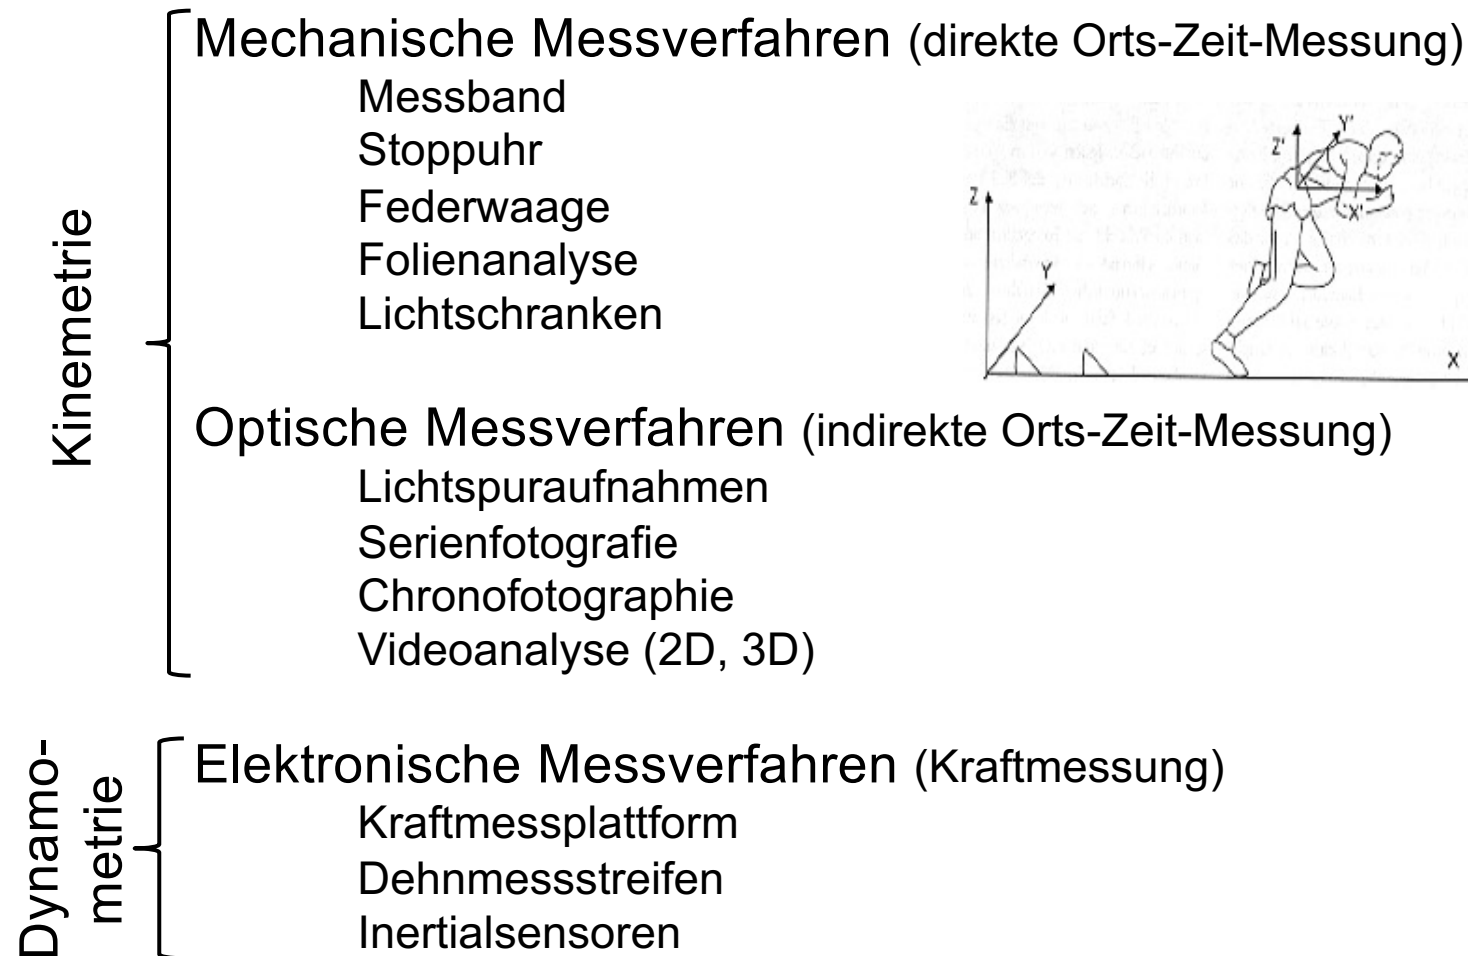 Kinemetrie
Mechanische Messverfahren (direkte Orts-Zeit-Messung)
Messband
Stoppuhr
Federwaage
Folienanalyse
Lichtschranken
Z
Y
X
Z'
Y'
X'
Optische Messverfahren (indirekte Orts-Zeit-Messung)
Lichtspuraufnahmen
Serienfotografie
Chronofotographie
Videoanalyse (2D, 3D)
Dynamo-
metrie
Elektronische Messverfahren (Kraftmessung)
Kraftmessplattform
Dehnmessstreifen
Inertialsensoren